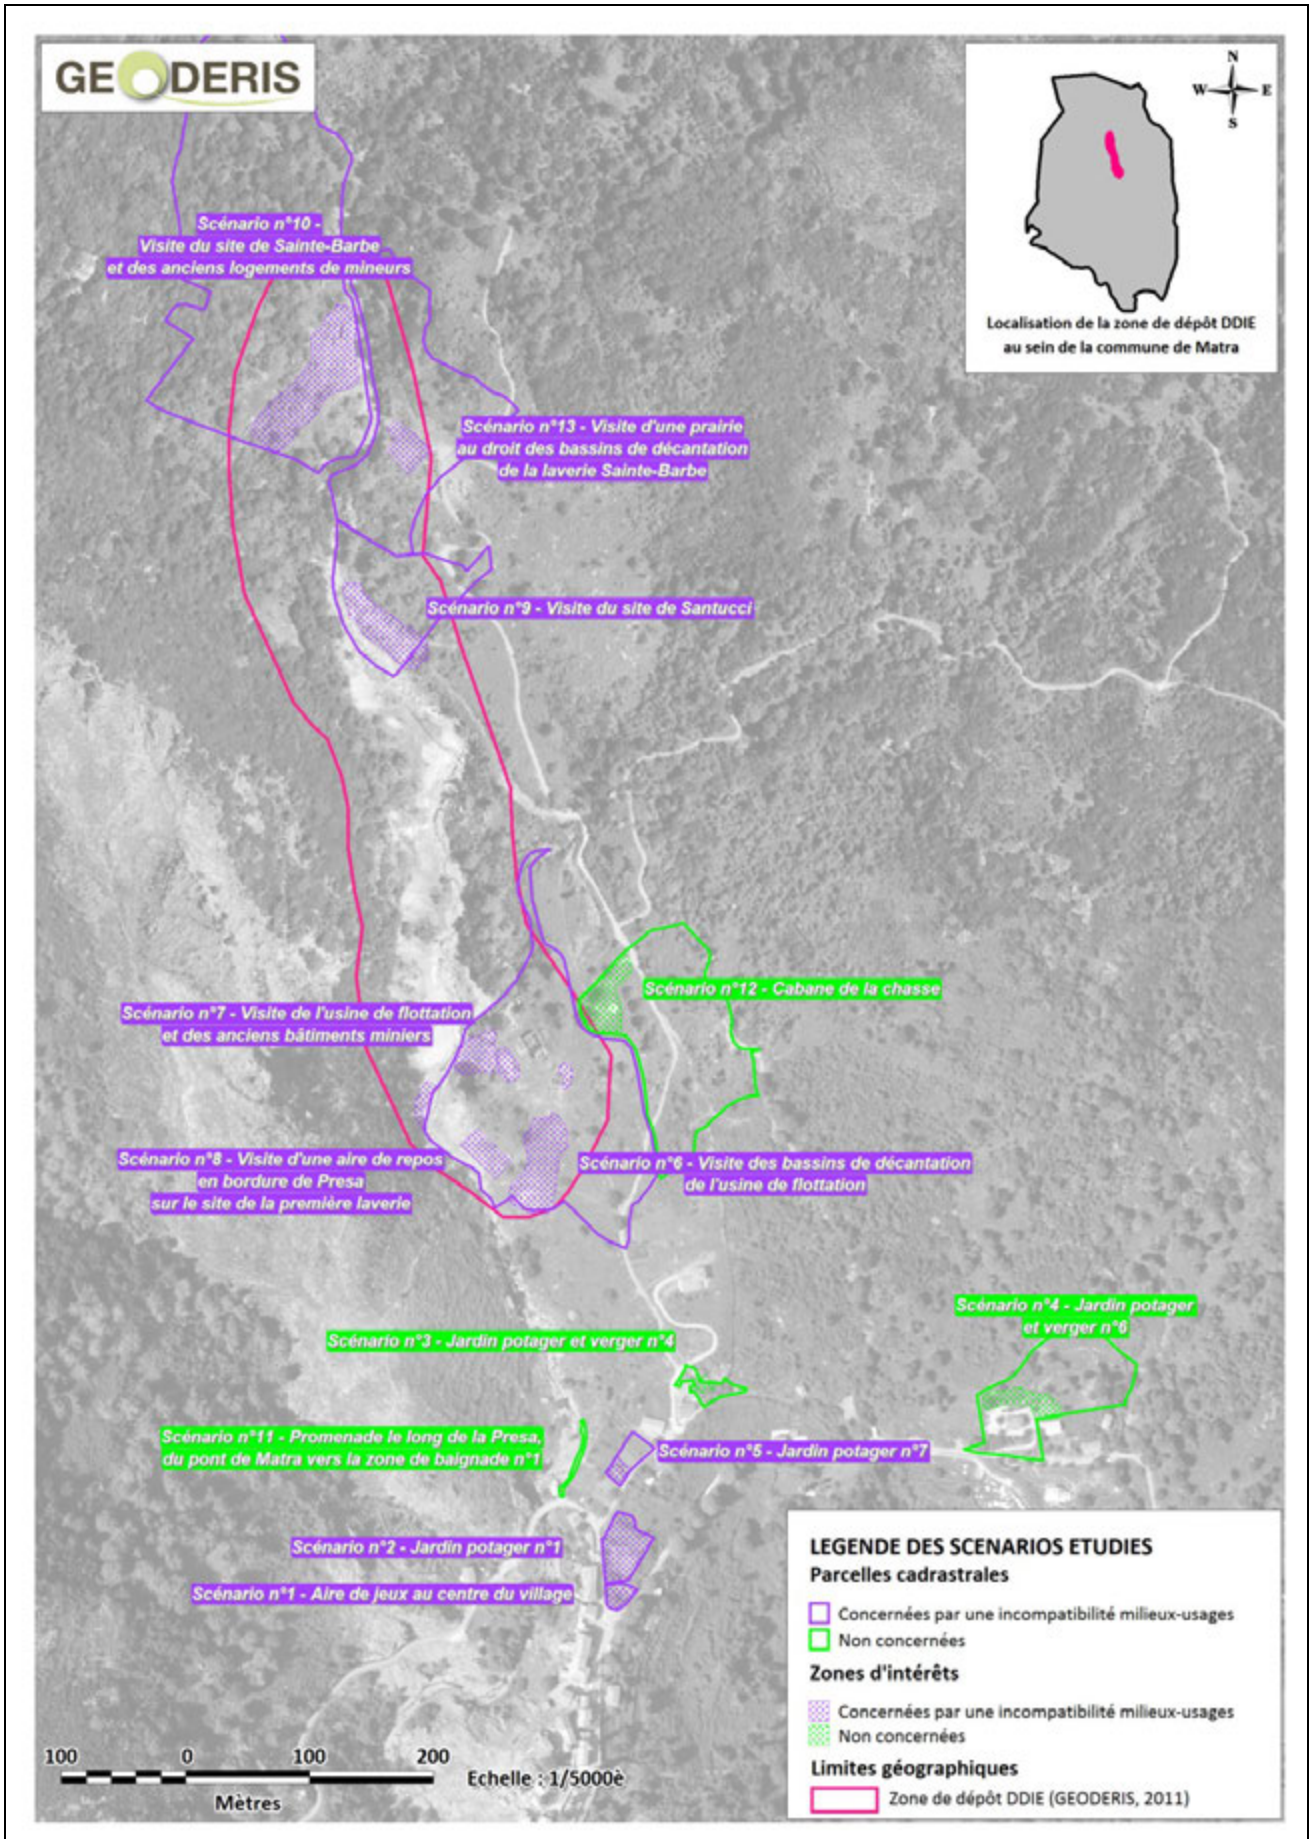 GEODERIS
N
W E
S
Localisation de la zone de dépôt DDIE
au sein de la commune de Matra
Scénario n°10 -
Visite du site de Sainte-Barbe
et des anciens logements de mineurs
Scénario n°13 - Visite d'une prairie
au droit des bassins de décantation
de la laverie Sainte-Barbe
Scénario n°9 - Visite du site de Santucci
Scénario n°12 - Cabane de la chasse
Scénario n°7 - Visite de l'usine de flottation
et des anciens bâtiments miniers
Scénario n°8 - Visite d'une aire de repos
en bordure de Presa
sur le site de la première laverie
Scénario n°6 - Visite des bassins de décantation
de l'usine de flottation
Scénario n°4 - Jardin potager
et verger n°6
Scénario n°3 - Jardin potager et verger n°4
Scénario n°11 - Promenade le long de la Presa,
du pont de Matra vers la zone de baignade n°1
Scénario n°5 - Jardin potager n°7
Scénario n°2 - Jardin potager n°1
Scénario n°1 - Aire de jeux au centre du village
LEGENDE DES SCENARIOS ETUDIES
Parcelles cadrastrales
Concernées par une incompatibilité milieux-usages
Non concernées
Zones d'intérêts
Concernées par une incompatibilité milieux-usages
Non concernées
Limites géographiques
Zone de dépôt DDIE (GEODERIS, 2011)
100 0 100 200
Mètres
Echelle : 1/5000è